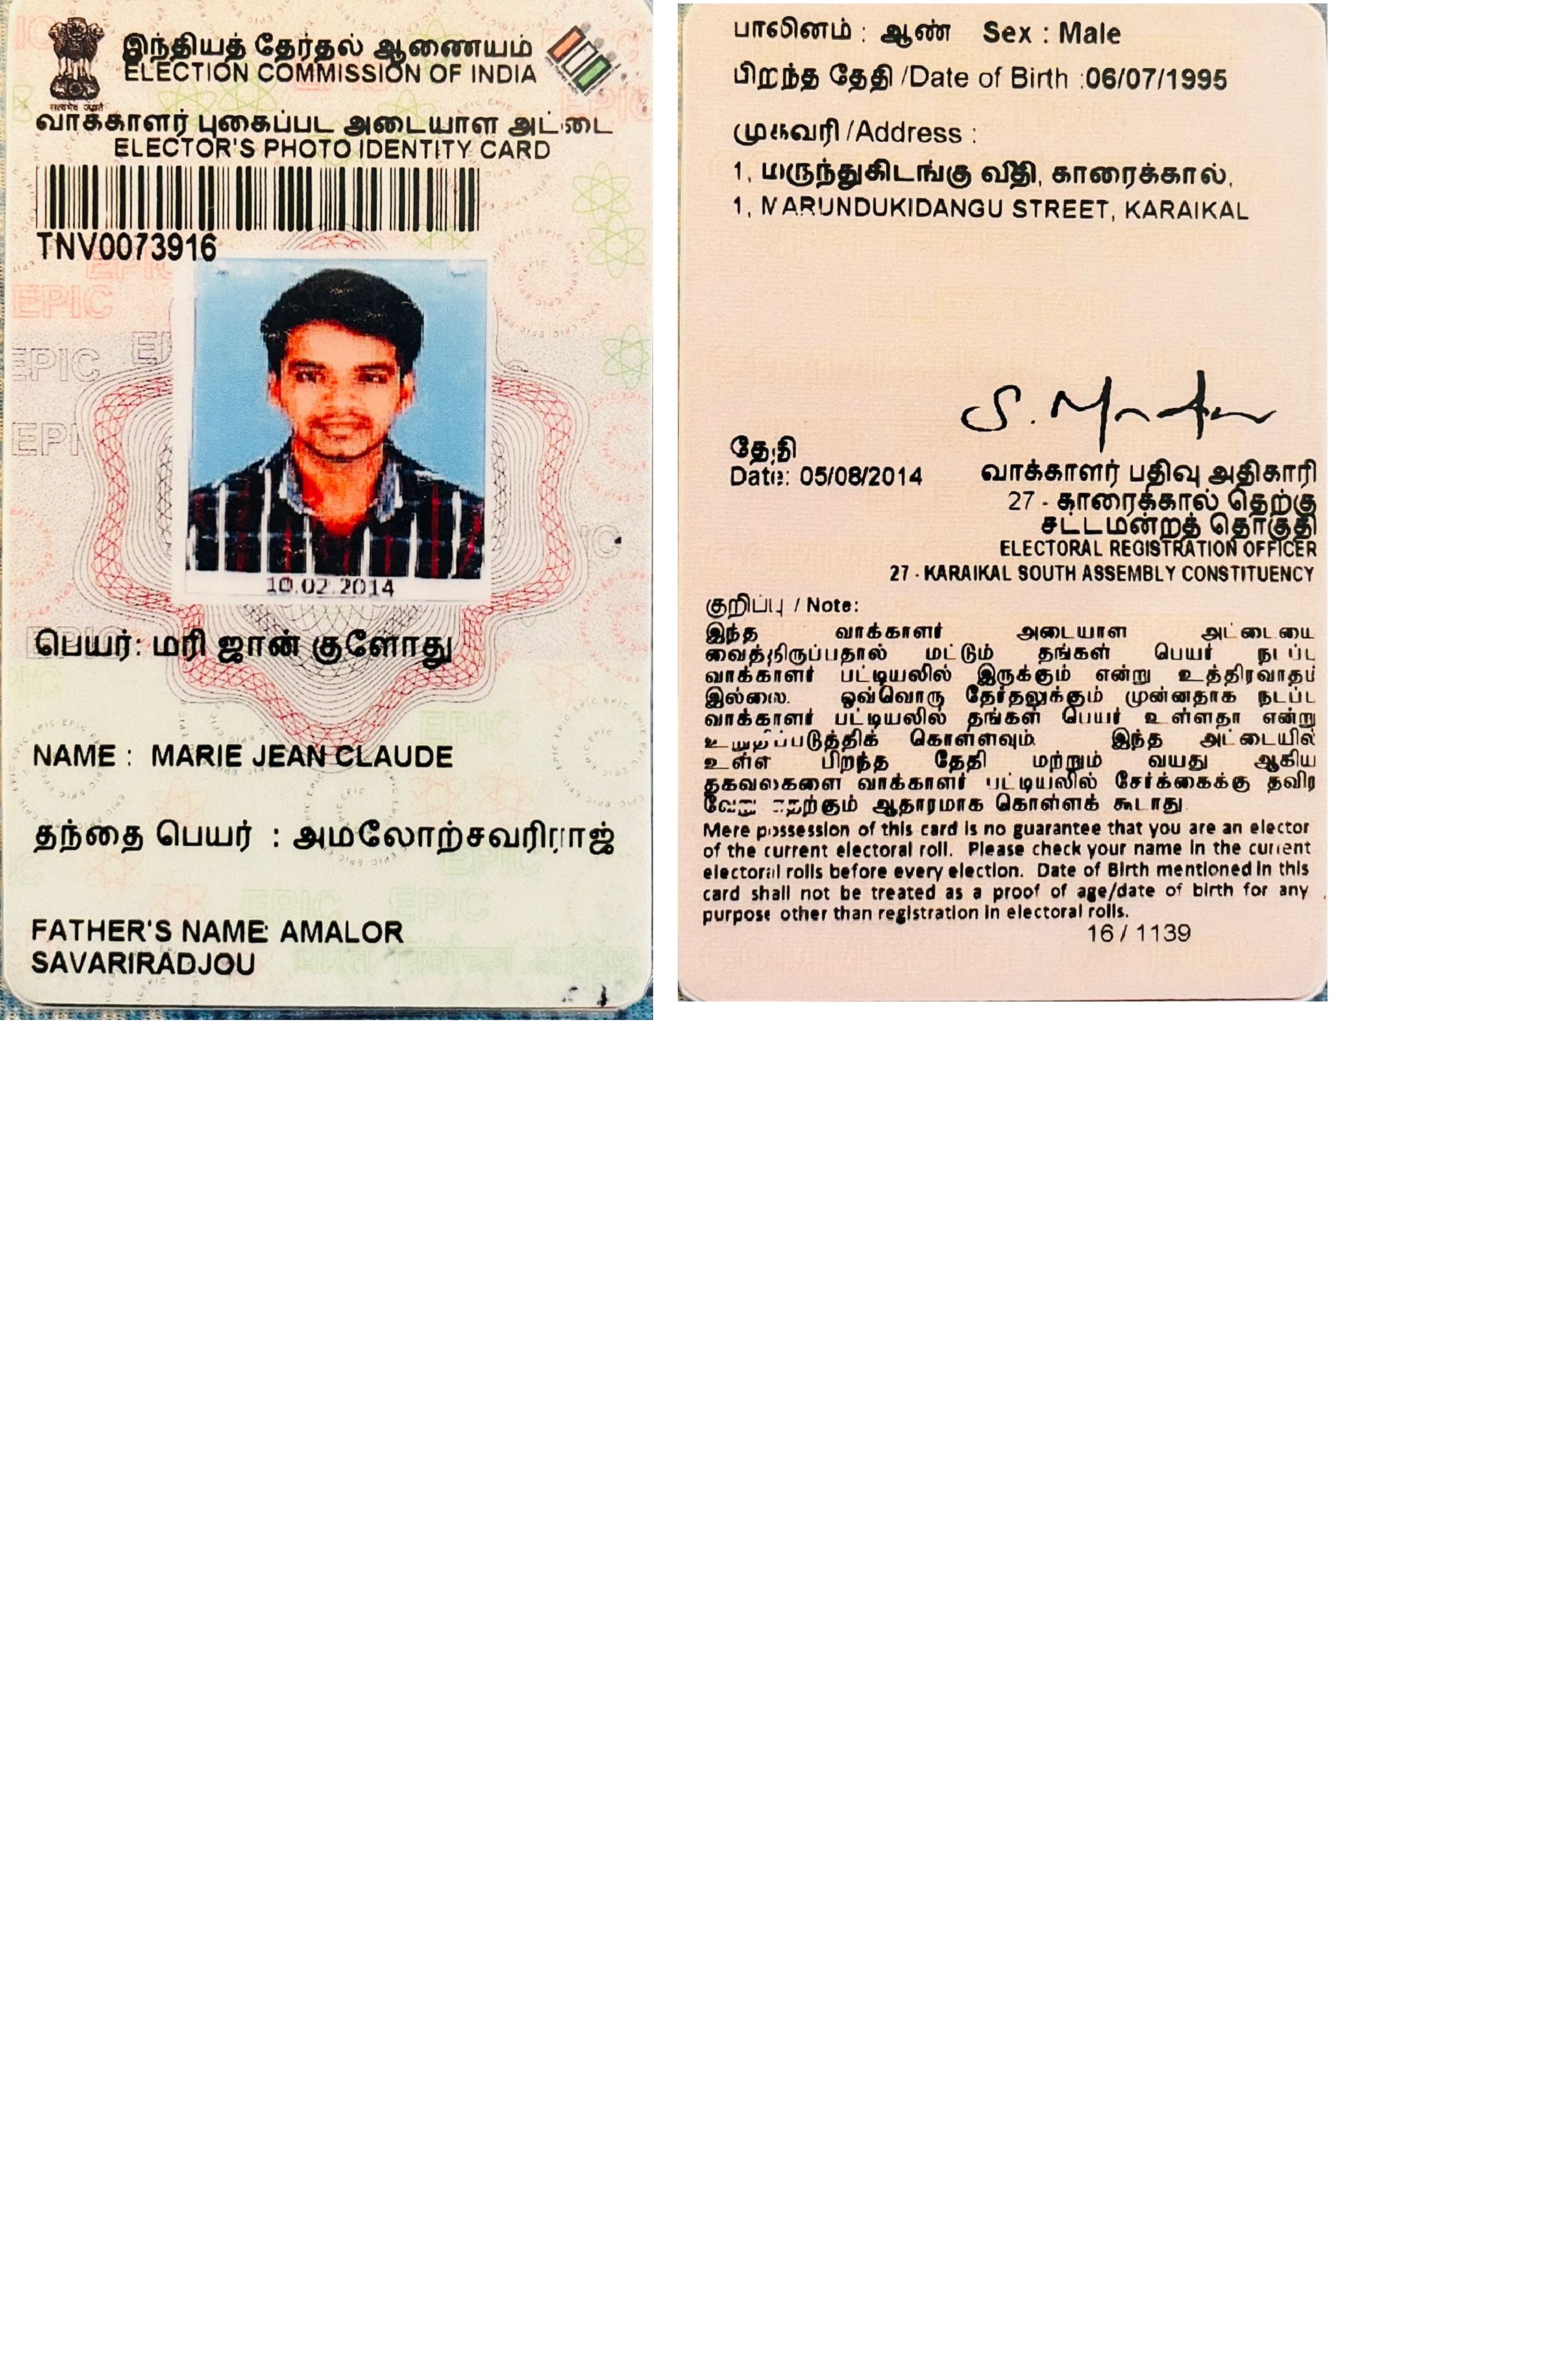 இந்தியத் தேர்தல் ஆணையம்
ELECTION COMMISSION OF INDIA
सत्यमेव जयते
வாக்காளர் புகைப்பட அடையாள அட்டை
ELECTOR'S PHOTO IDENTITY CARD
TNV0073916
EPIC
EPIC
EPIC
10.02.2014
பெயர்: மரி ஜான் குளோது
NAME : MARIE JEAN CLAUDE
தந்தை பெயர் : அமலோற்சவரிராஜ்
FATHER'S NAME: AMALOR
SAVARIRADJOU
பாலினம் : ஆண் Sex : Male
பிறந்த தேதி /Date of Birth :06/07/1995
முகவரி /Address :
1, மருந்துகிடங்கு வீதி, காரைக்கால்,
1, MARUNDUKIDANGU STREET, KARAIKAL
தேதி
Date: 05/08/2014
வாக்காளர் பதிவு அதிகாரி
27 - காரைக்கால் தெற்கு
சட்டமன்றத் தொகுதி
ELECTORAL REGISTRATION OFFICER
27 - KARAIKAL SOUTH ASSEMBLY CONSTITUENCY
குறிப்பு / Note:
இந்த வாக்காளர் அடையாள அட்டையை
வைத்திருப்பதால் மட்டும் தங்கள் பெயர் நடப்பு
வாக்காளர் பட்டியலில் இருக்கும் என்று உத்திரவாதம்
இல்லை. ஒவ்வொரு தேர்தலுக்கும் முன்னதாக நடப்பு
வாக்காளர் பட்டியலில் தங்கள் பெயர் உள்ளதா என்று
உறுதிப்படுத்திக் கொள்ளவும் இந்த அட்டையில்
உள்ள பிறந்த தேதி மற்றும் வயது ஆகிய
தகவல்களை வாக்காளர் பட்டியலில் சேர்க்கைக்கு தவிர
வேறு எதற்கும் ஆதாரமாக கொள்ளக் கூடாது
Mere possession of this card is no guarantee that you are an elector
of the current electoral roll. Please check your name in the current
electoral rolls before every election. Date of Birth mentioned in this
card shall not be treated as a proof of age/date of birth for any
purpose other than registration in electoral rolls.
16 / 1139